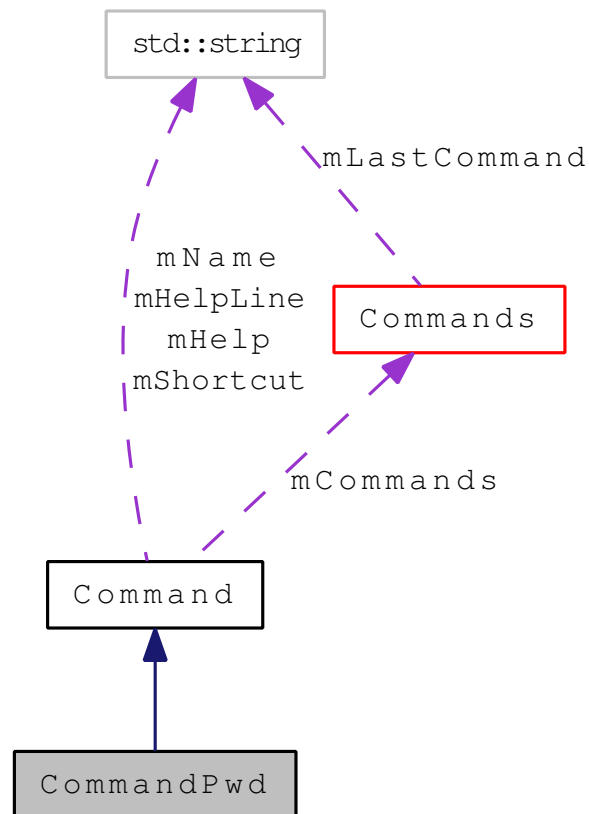 std::string
mLastCommand
mName
mHelpLine
mHelp
mShortcut
Commands
mCommands
Command
CommandPwd